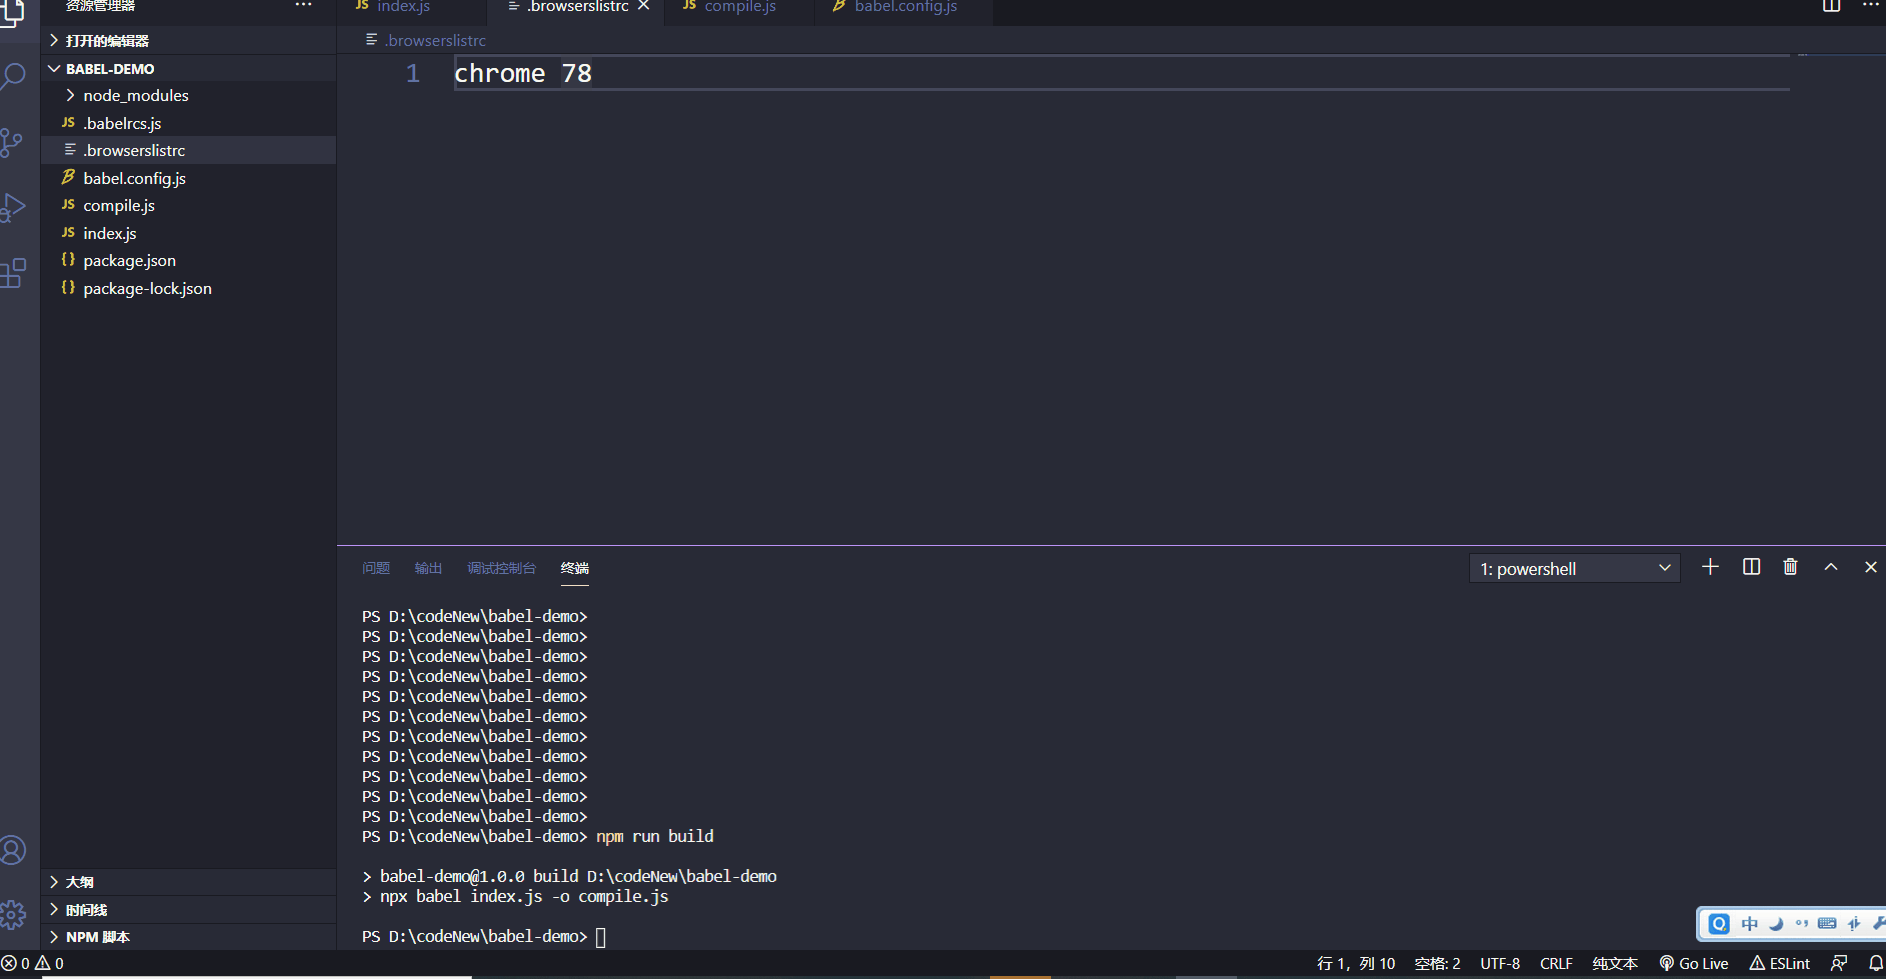 资源管理器
打开的编辑器
BABEL-DEMO
node_modules
JS .babelrcs.js
.browserslistrc
babel.config.js
JS compile.js
JS index.js
{} package.json
{} package-lock.json
大纲
时间线
NPM 脚本
JS index.js
.browserslistrc
JS compile.js
babel.config.js
.browserslistrc
1 chrome 78
问题 输出 调试控制台 终端
1: powershell
PS D:\codeNew\babel-demo>
PS D:\codeNew\babel-demo>
PS D:\codeNew\babel-demo>
PS D:\codeNew\babel-demo>
PS D:\codeNew\babel-demo>
PS D:\codeNew\babel-demo>
PS D:\codeNew\babel-demo>
PS D:\codeNew\babel-demo>
PS D:\codeNew\babel-demo>
PS D:\codeNew\babel-demo>
PS D:\codeNew\babel-demo>
PS D:\codeNew\babel-demo> npm run build
> babel-demo@1.0.0 build D:\codeNew\babel-demo
> npx babel index.js -o compile.js
PS D:\codeNew\babel-demo>
中
0 0 行 1，列 10 空格: 2 UTF-8 CRLF 纯文本 Go Live ESLint